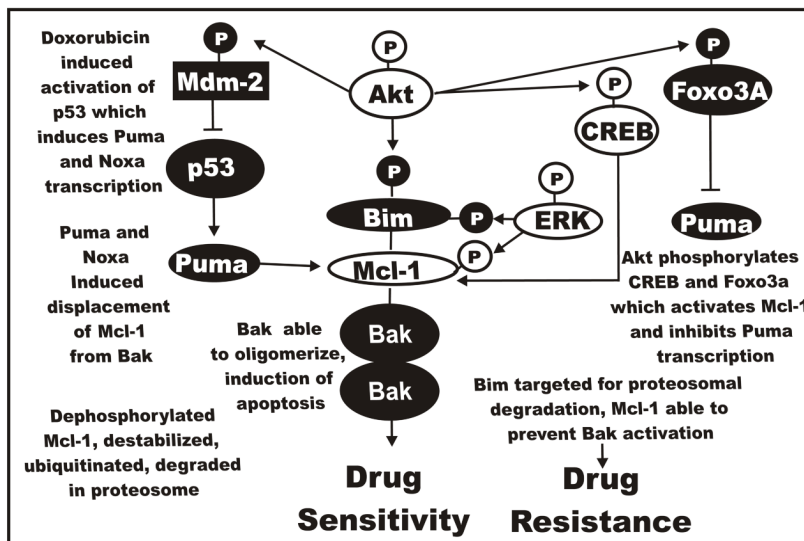 Doxorubicin
induced
activation of
p53 which
induces Puma
and Noxa
transcription
P
Mdm-2
p53
Puma
Puma and
Noxa
Induced
displacement
of Mcl-1
from Bak
Dephosphorylated
Mcl-1, destabilized,
ubiquitinated, degraded
in proteosome
P
Akt
P
Bim
P
Mcl-1
P
P
ERK
Bak
Bak
Bak able
to oligomerize,
induction of
apoptosis
Drug
Sensitivity
P
CREB
P
Foxo3A
Puma
Akt phosphorylates
CREB and Foxo3a
which activates Mcl-1
and inhibits Puma
transcription
Bim targeted for proteosomal
degradation, Mcl-1 able to
prevent Bak activation
Drug
Resistance